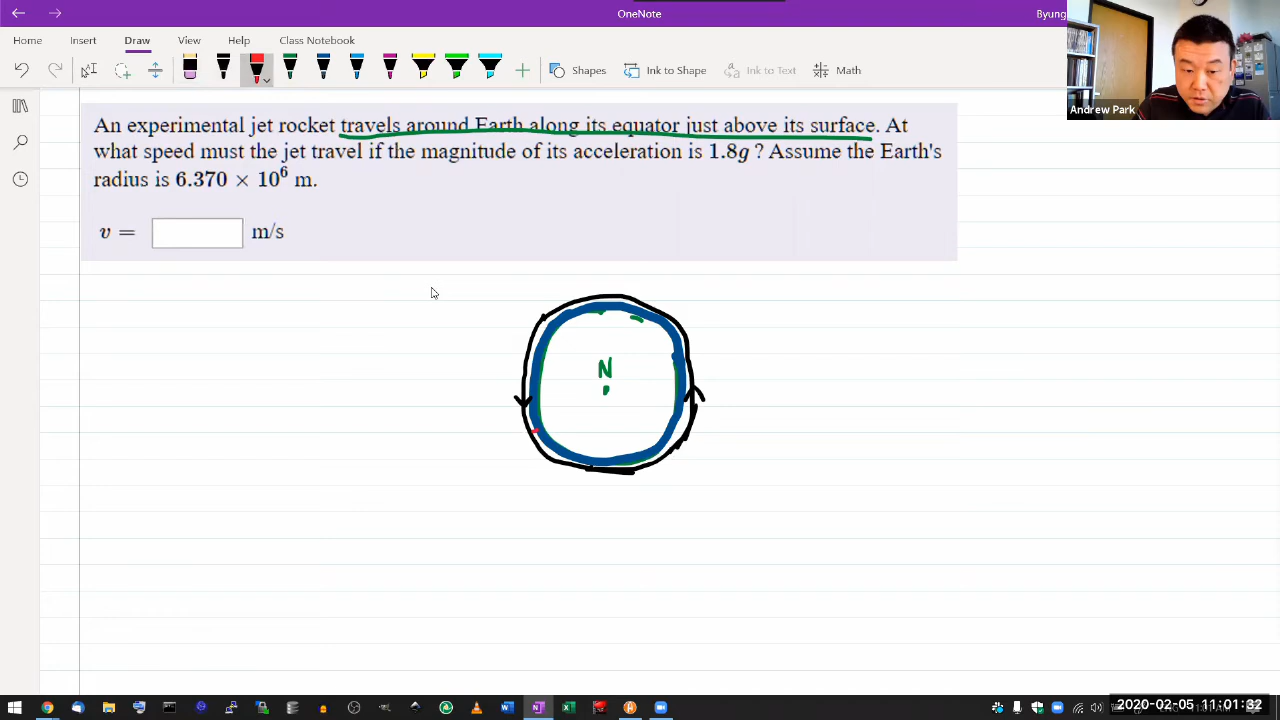 OneNote
Byung
Home Insert Draw View Help Class Notebook
Shapes Ink to Shape Ink to Text Math
Andrew Park
An experimental jet rocket travels around Earth along its equator just above its surface. At
what speed must the jet travel if the magnitude of its acceleration is 1.8g ? Assume the Earth's
radius is 6.370 × 10⁶ m.
v = m/s
N
2020-02-05 11:01:32